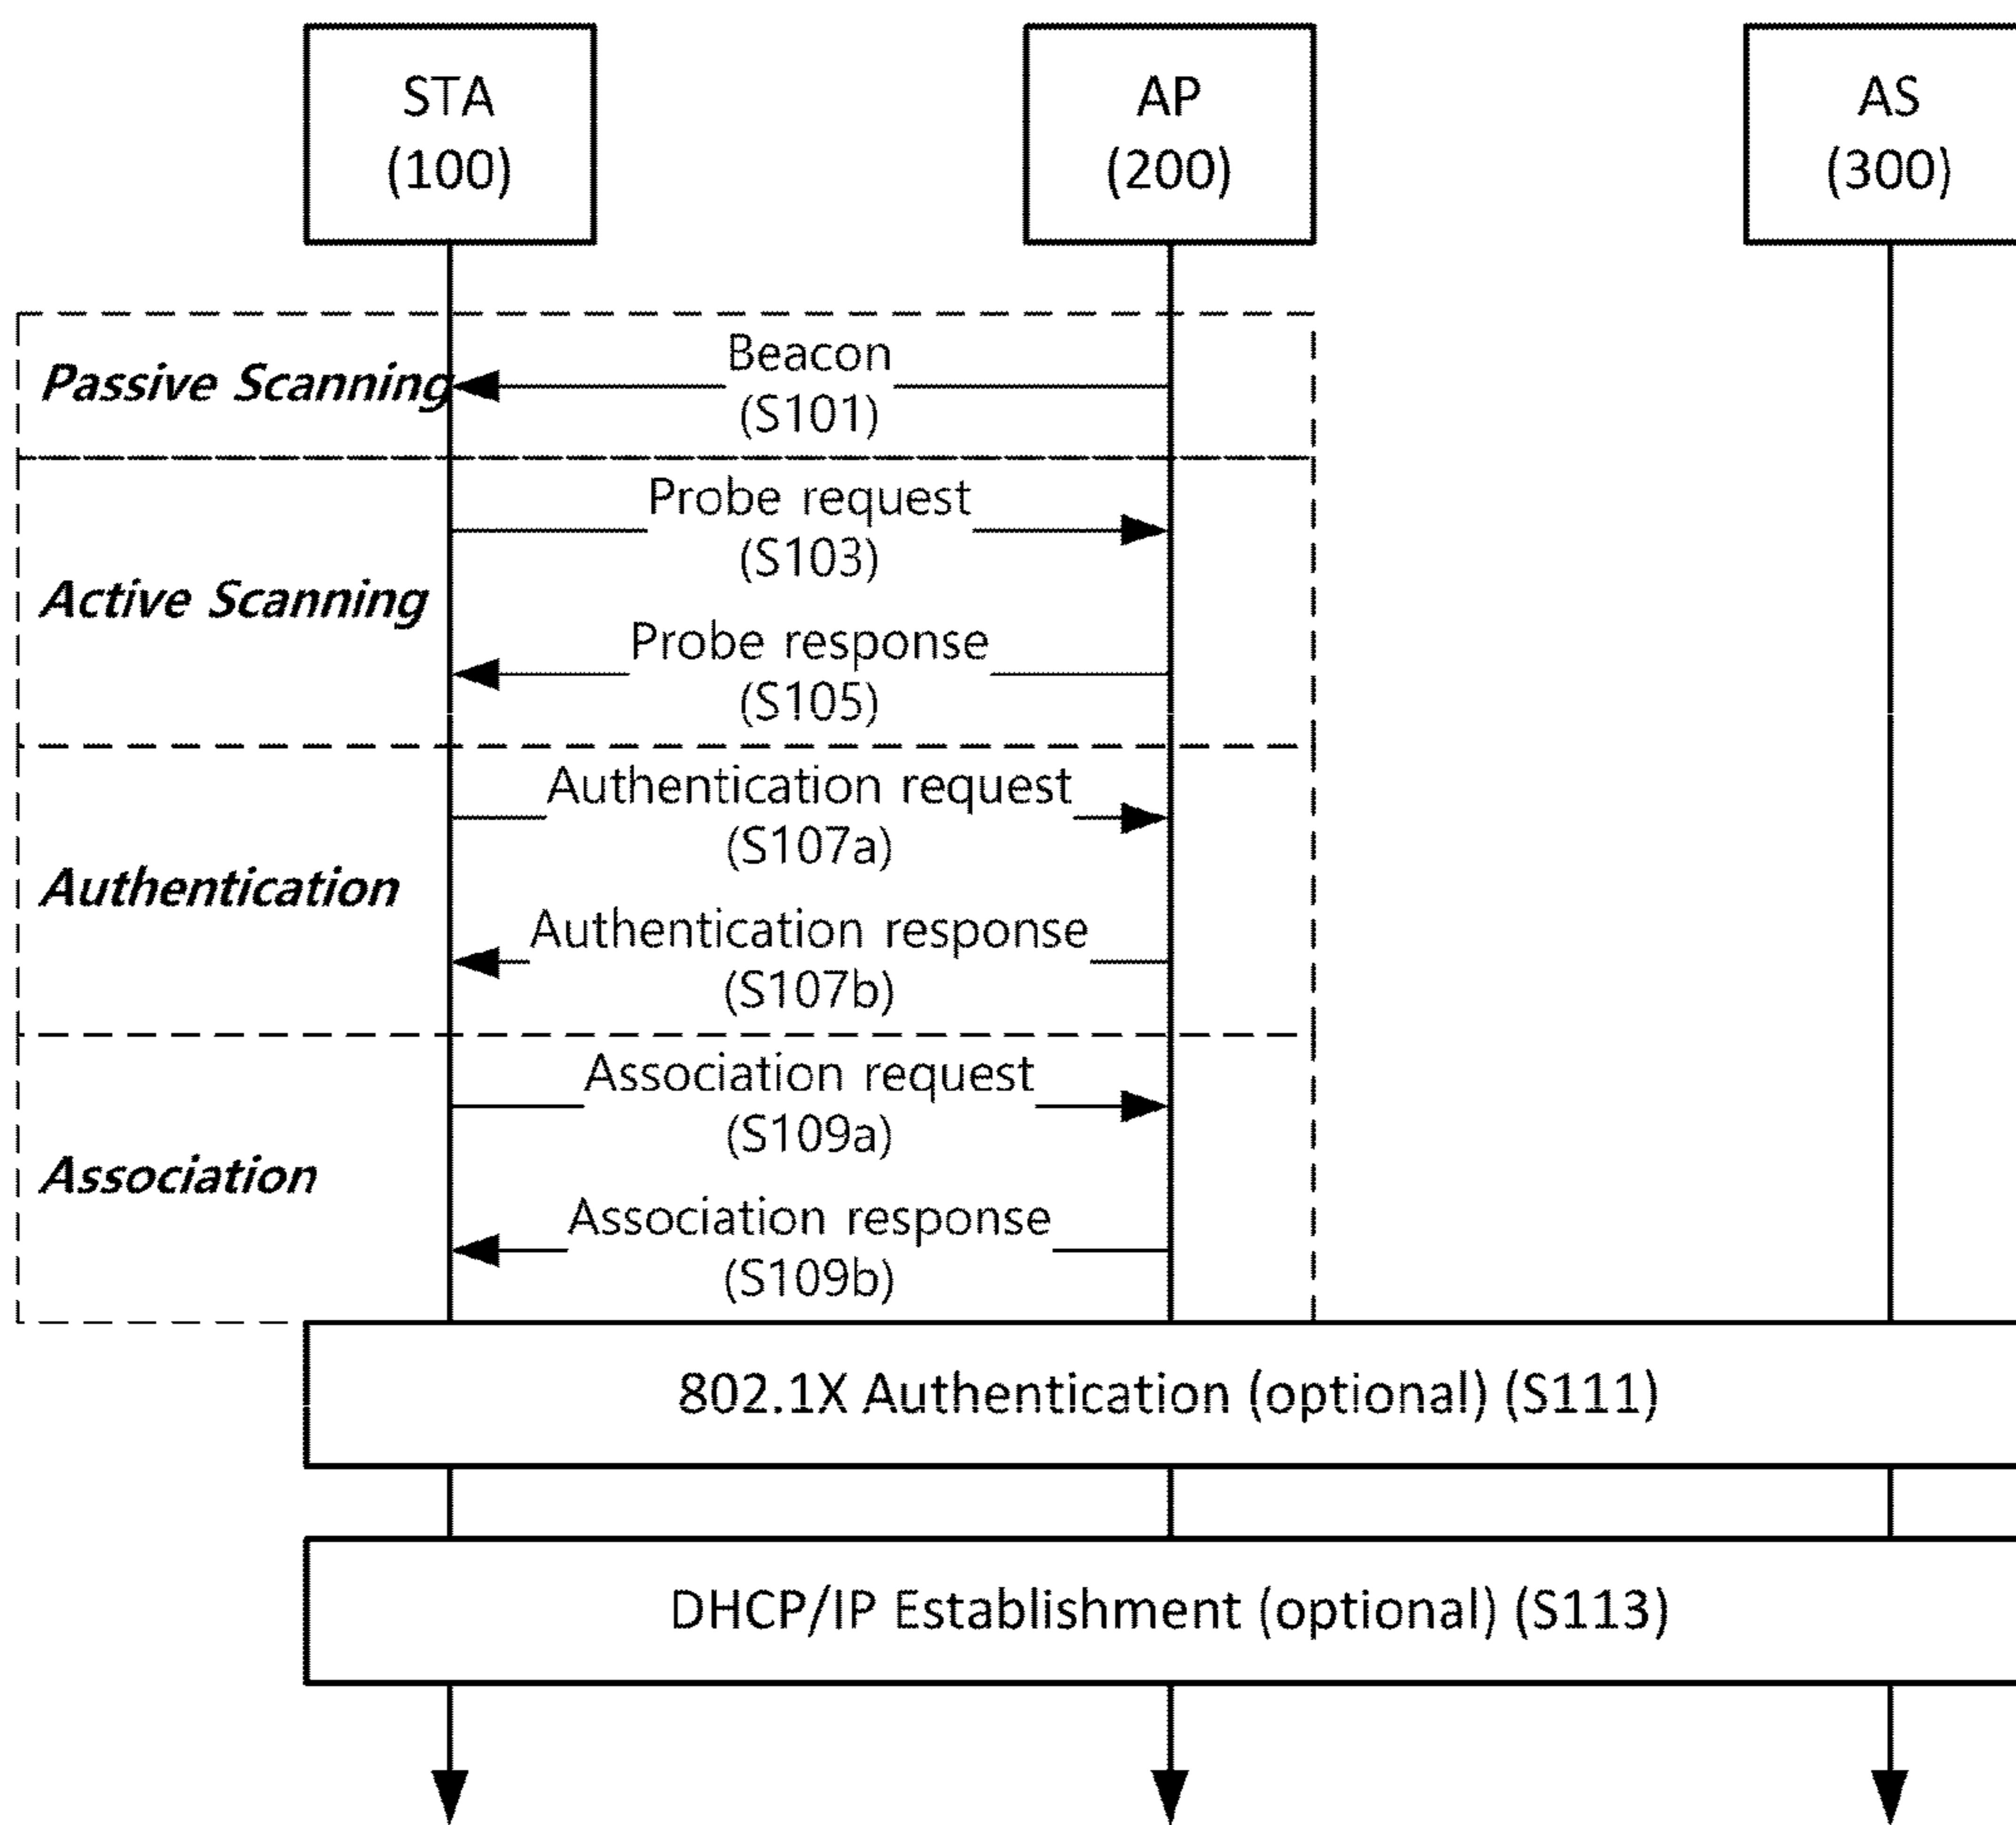 STA
(100)
AP
(200)
AS
(300)
Passive Scanning
Beacon
(S101)
Active Scanning
Probe request
(S103)
Probe response
(S105)
Authentication
Authentication request
(S107a)
Authentication response
(S107b)
Association
Association request
(S109a)
Association response
(S109b)
802.1X Authentication (optional) (S111)
DHCP/IP Establishment (optional) (S113)